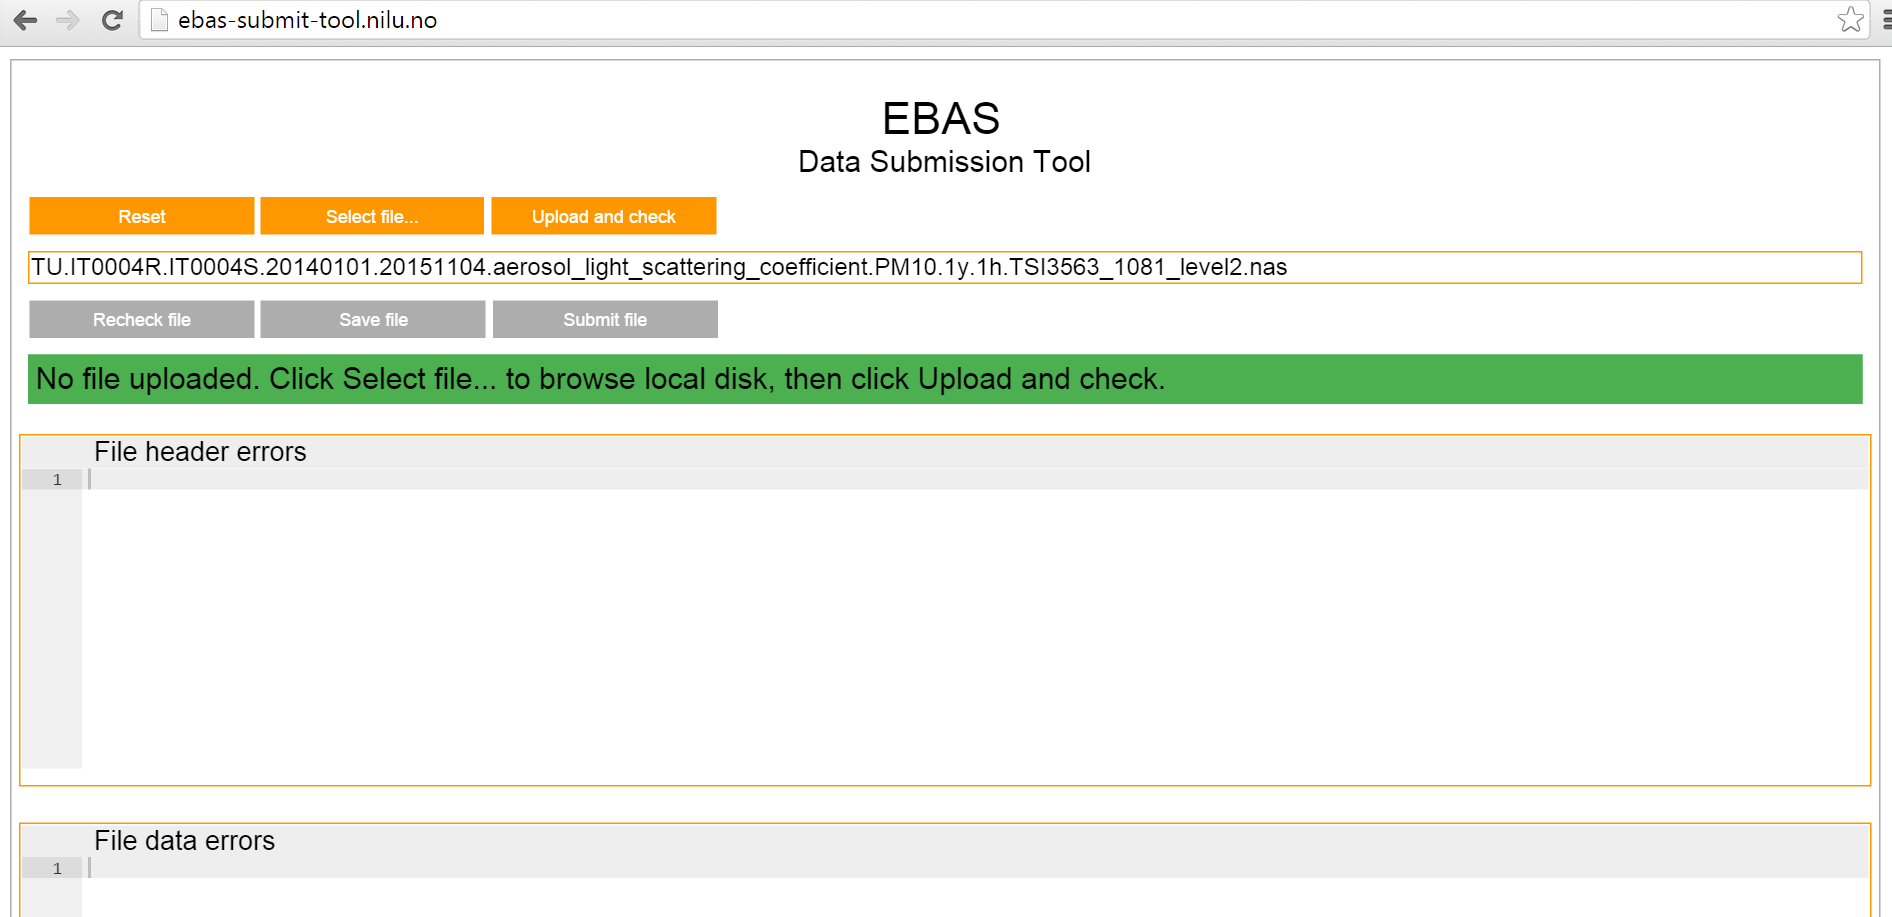 ebas-submit-tool.nilu.no
EBAS
Data Submission Tool
Reset Select file... Upload and check
TU.IT0004R.IT0004S.20140101.20151104.aerosol_light_scattering_coefficient.PM10.1y.1h.TSI3563_1081_level2.nas
Recheck file Save file Submit file
No file uploaded. Click Select file... to browse local disk, then click Upload and check.
File header errors
1
File data errors
1